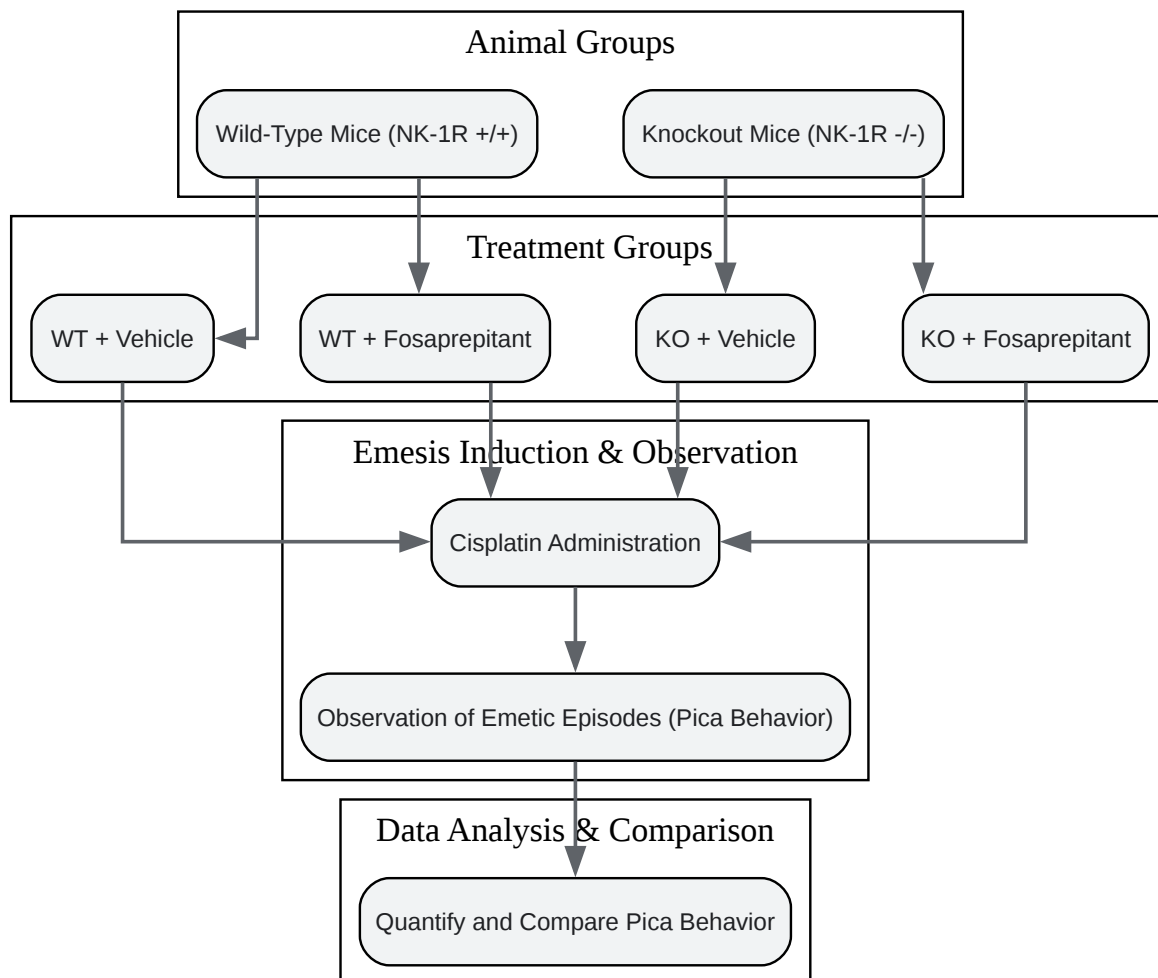 Animal Groups
Wild-Type Mice (NK-1R +/+)
Knockout Mice (NK-1R -/-)
Treatment Groups
WT + Vehicle
WT + Fosaprepitant
KO + Vehicle
KO + Fosaprepitant
Emesis Induction & Observation
Cisplatin Administration
Observation of Emetic Episodes (Pica Behavior)
Data Analysis & Comparison
Quantify and Compare Pica Behavior